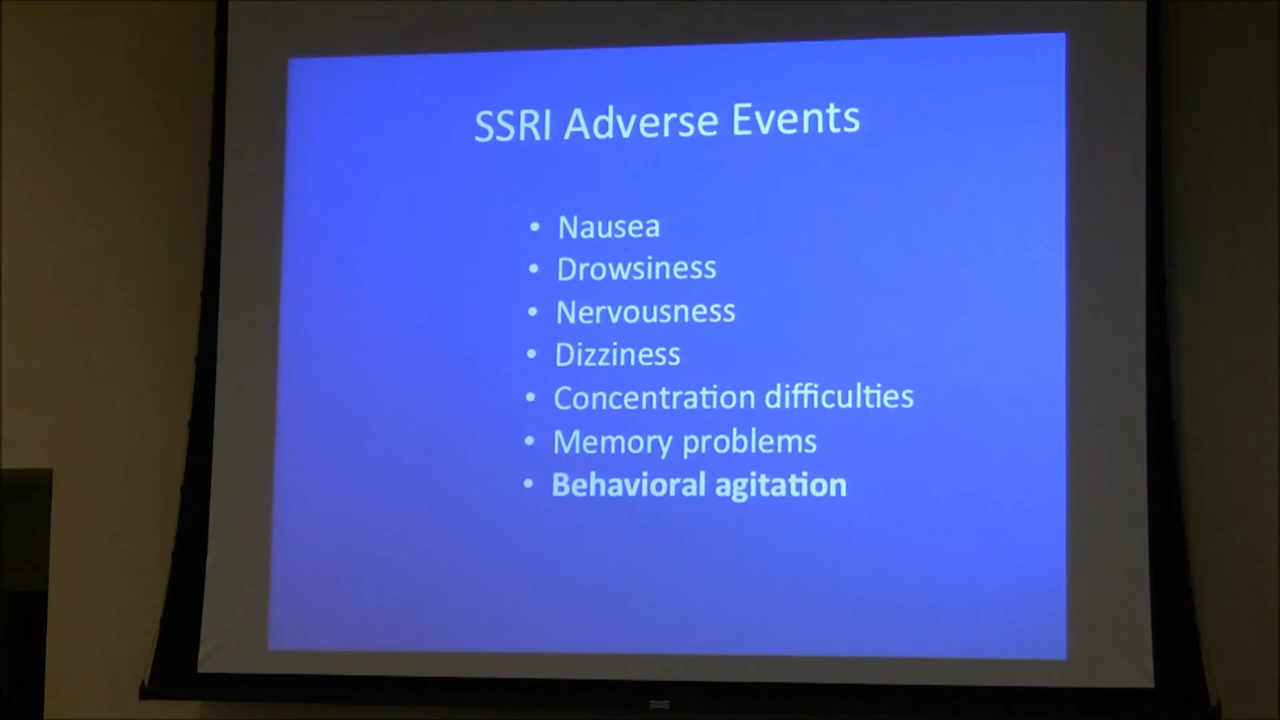 SSRI Adverse Events
• Nausea
• Drowsiness
• Nervousness
• Dizziness
• Concentration difficulties
• Memory problems
• Behavioral agitation